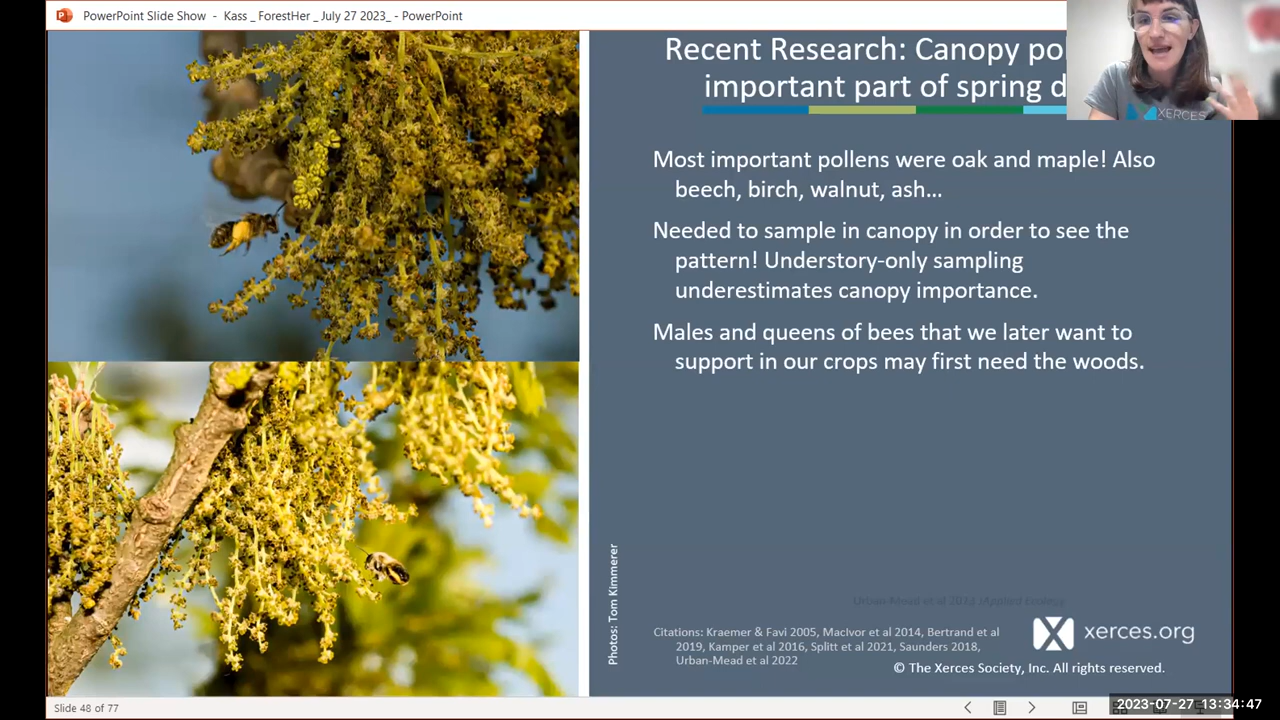 PowerPoint Slide Show - Kass _ ForestHer _ July 27 2023_ - PowerPoint
Recent Research: Canopy
important part of spring
XERCES
Most important pollens were oak and maple! Also
beech, birch, walnut, ash…
Needed to sample in canopy in order to see the
pattern! Understory-only sampling
underestimates canopy importance.
Males and queens of bees that we later want to
support in our crops may first need the woods.
Photos: Tom Kimmerer
Urban-Mead et al
Citations: Kraemer & Favi 2005, MacIvor et al 2014, Bertrand et al
2019, Kamper et al 2016, Splitt et al 2021, Saunders 2018,
Urban-Mead et al 2022
X xerces.org
© The Xerces Society, Inc. All rights reserved.
Slide 48 of 77
2023-07-27 13:34:47